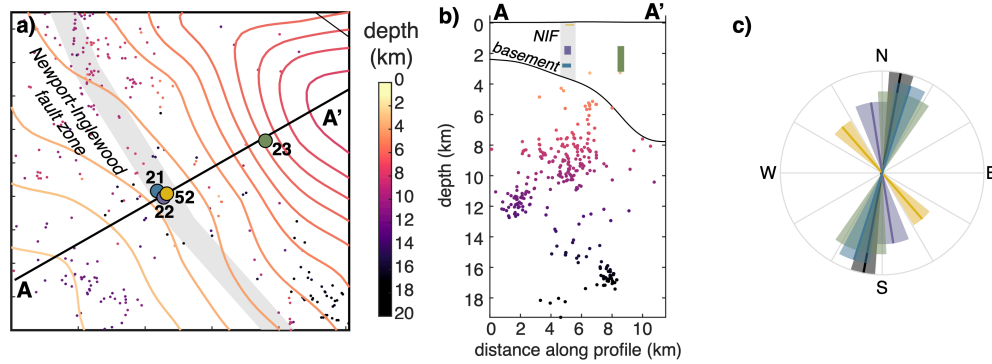 a)
Newport-Inglewood
fault zone
A'
23
21
52
22
A
depth
(km)
0
2
4
6
8
10
12
14
16
18
20
b)
A
A'
NIF
basement
depth (km)
0
2
4
6
8
10
12
14
16
18
0
2
4
6
8
10
distance along profile (km)
c)
N
W
S